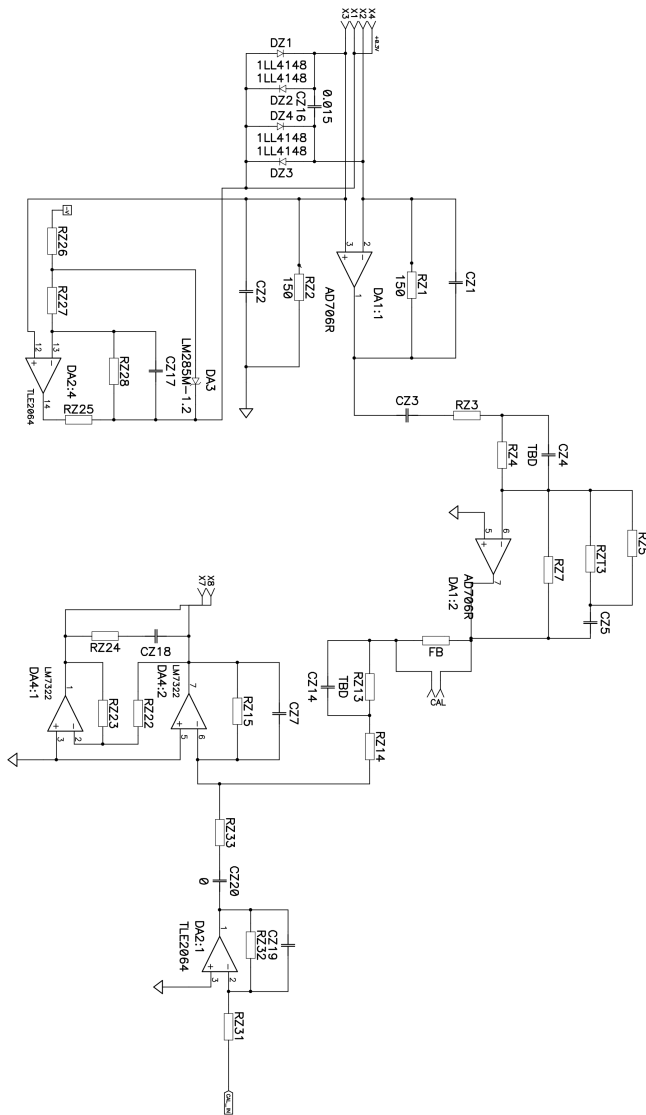 X3
X1
X2
X4
+0.3V
DZ1
1LL4148
1LL4148
DZ2
CZ16
0.015
DZ4
1LL4148
1LL4148
DZ3
RZ26
RZ27
12
13
+
−
14
DA2:4
TLE2064
RZ25
RZ28
CZ17
LM285M-1.2
DA3
CZ2
RZ2
150
AD706R
3
2
+
−
1
DA1:1
RZ1
150
CZ1
CZ3
RZ3
RZ4
TBD
CZ4
5
6
+
−
7
AD706R
DA1:2
RZ7
RZT3
CZ5
RZ5
FB
CAL
CZ14
RZ13
TBD
RZ14
X7
X8
RZ24
CZ18
LM7322
DA4:1
1
+
−
3
2
RZ23
RZ22
LM7322
DA4:2
7
+
−
5
6
RZ15
CZ7
RZ33
CZ20
0
DA2:1
TLE2064
1
+
−
3
2
CZ19
RZ32
RZ31
CAL_IN